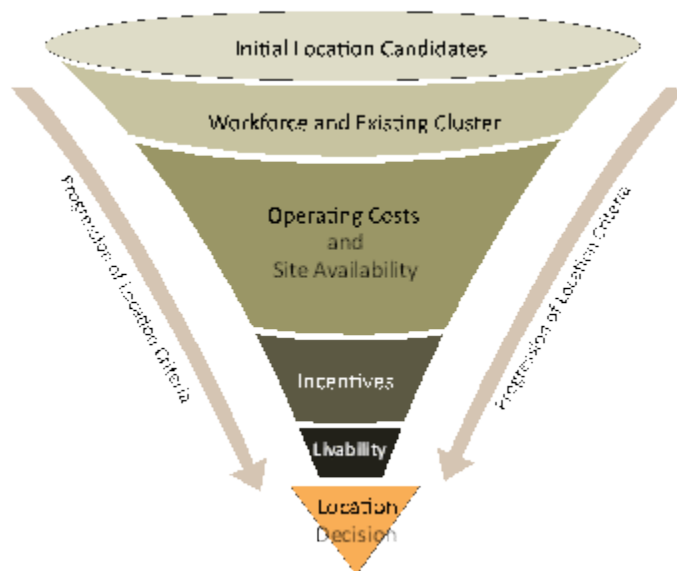 Initial Location Candidates
Workforce and Existing Cluster
Operating Costs
and
Site Availability
Incentives
Livability
Location
Decision
Progression of Location Criteria
Progression of Location Criteria